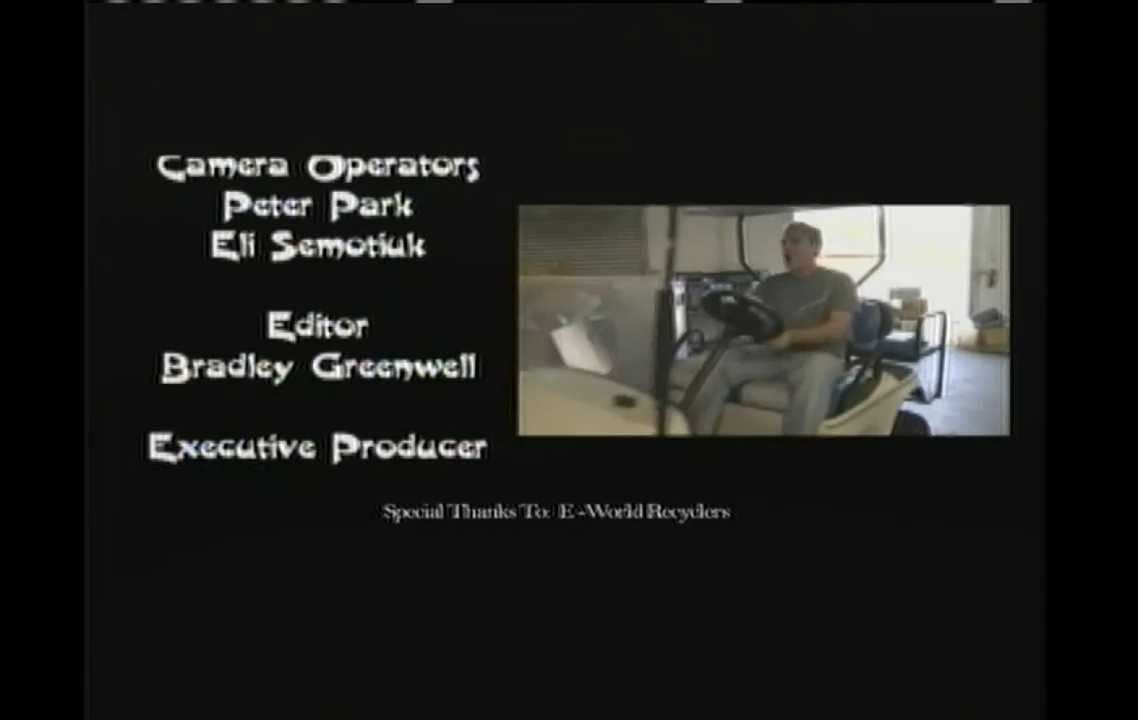 Camera Operators
Peter Park
Eli Semotiuk
Editor
Bradley Greenwell
Executive Producer
Special Thanks To: E-World Recyclers